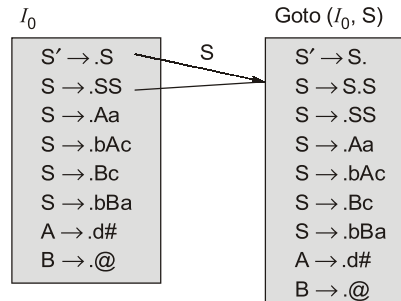 I₀
S′ → .S
S → .SS
S → .Aa
S → .bAc
S → .Bc
S → .bBa
A → .d#
B → .@
S
Goto (I₀, S)
S′ → S.
S → S.S
S → .SS
S → .Aa
S → .bAc
S → .Bc
S → .bBa
A → .d#
B → .@